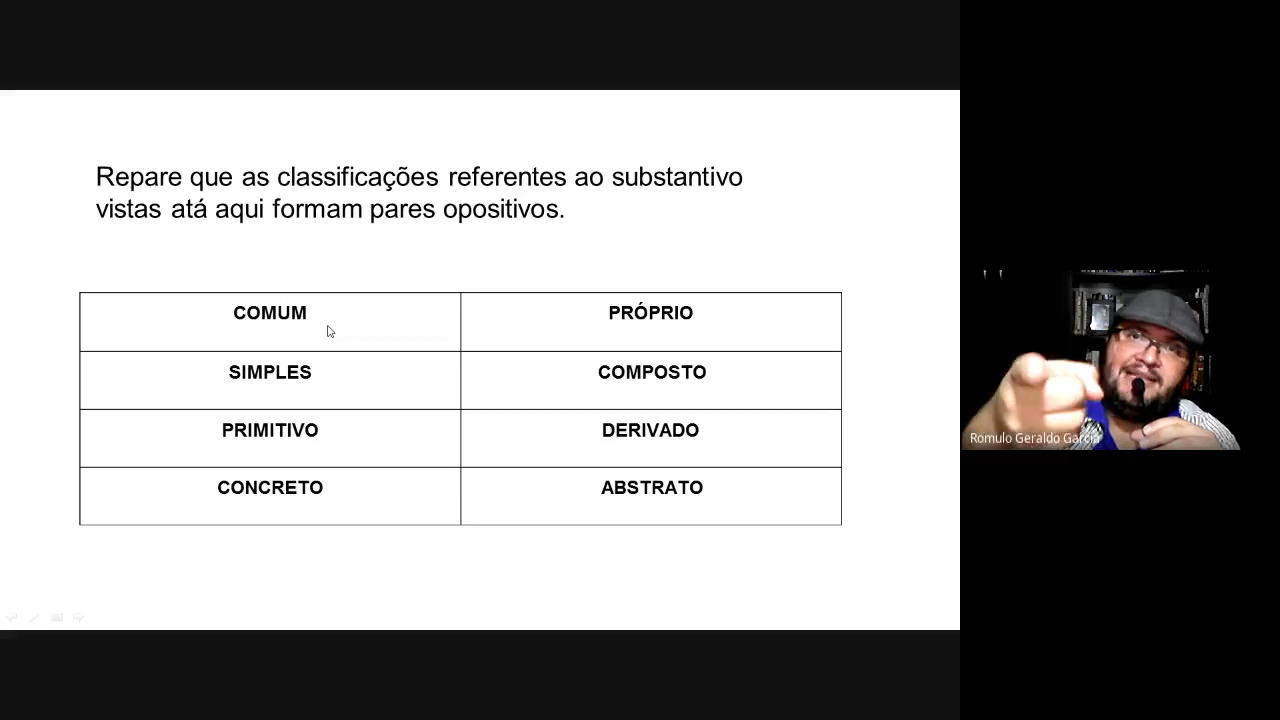 Repare que as classificações referentes ao substantivo
vistas atá aqui formam pares opositivos.
COMUM PRÓPRIO
SIMPLES COMPOSTO
PRIMITIVO DERIVADO
CONCRETO ABSTRATO
Romulo Geraldo Garcia